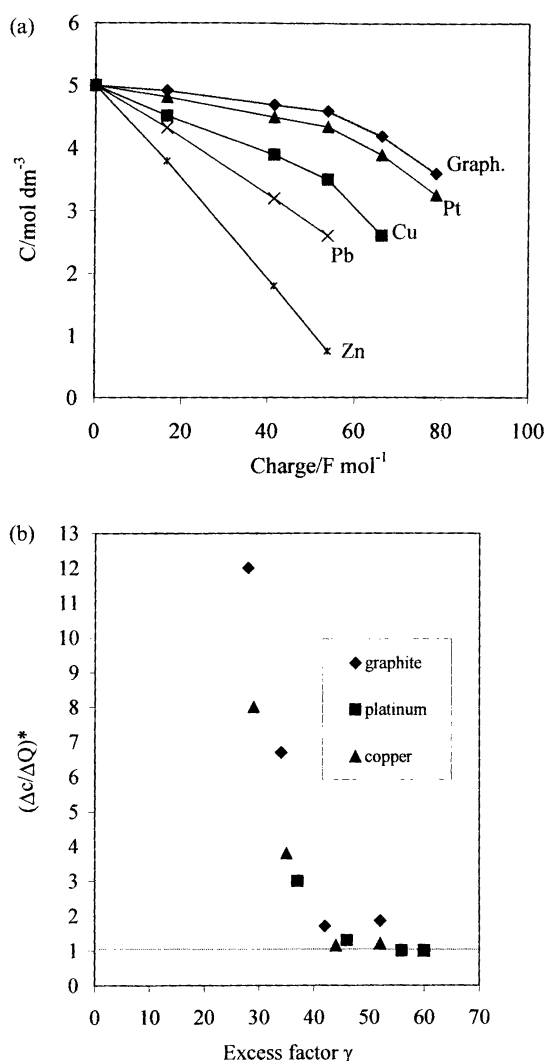 (a)
6
5
4
3
2
1
0
C/mol dm⁻³
Graph.
Pt
Cu
Pb
Zn
0 20 40 60 80 100
Charge/F mol⁻¹
(b)
13
12
11
10
9
8
7
6
5
4
3
2
1
0
(Δc/ΔQ)*
graphite
platinum
copper
0 10 20 30 40 50 60 70
Excess factor γ